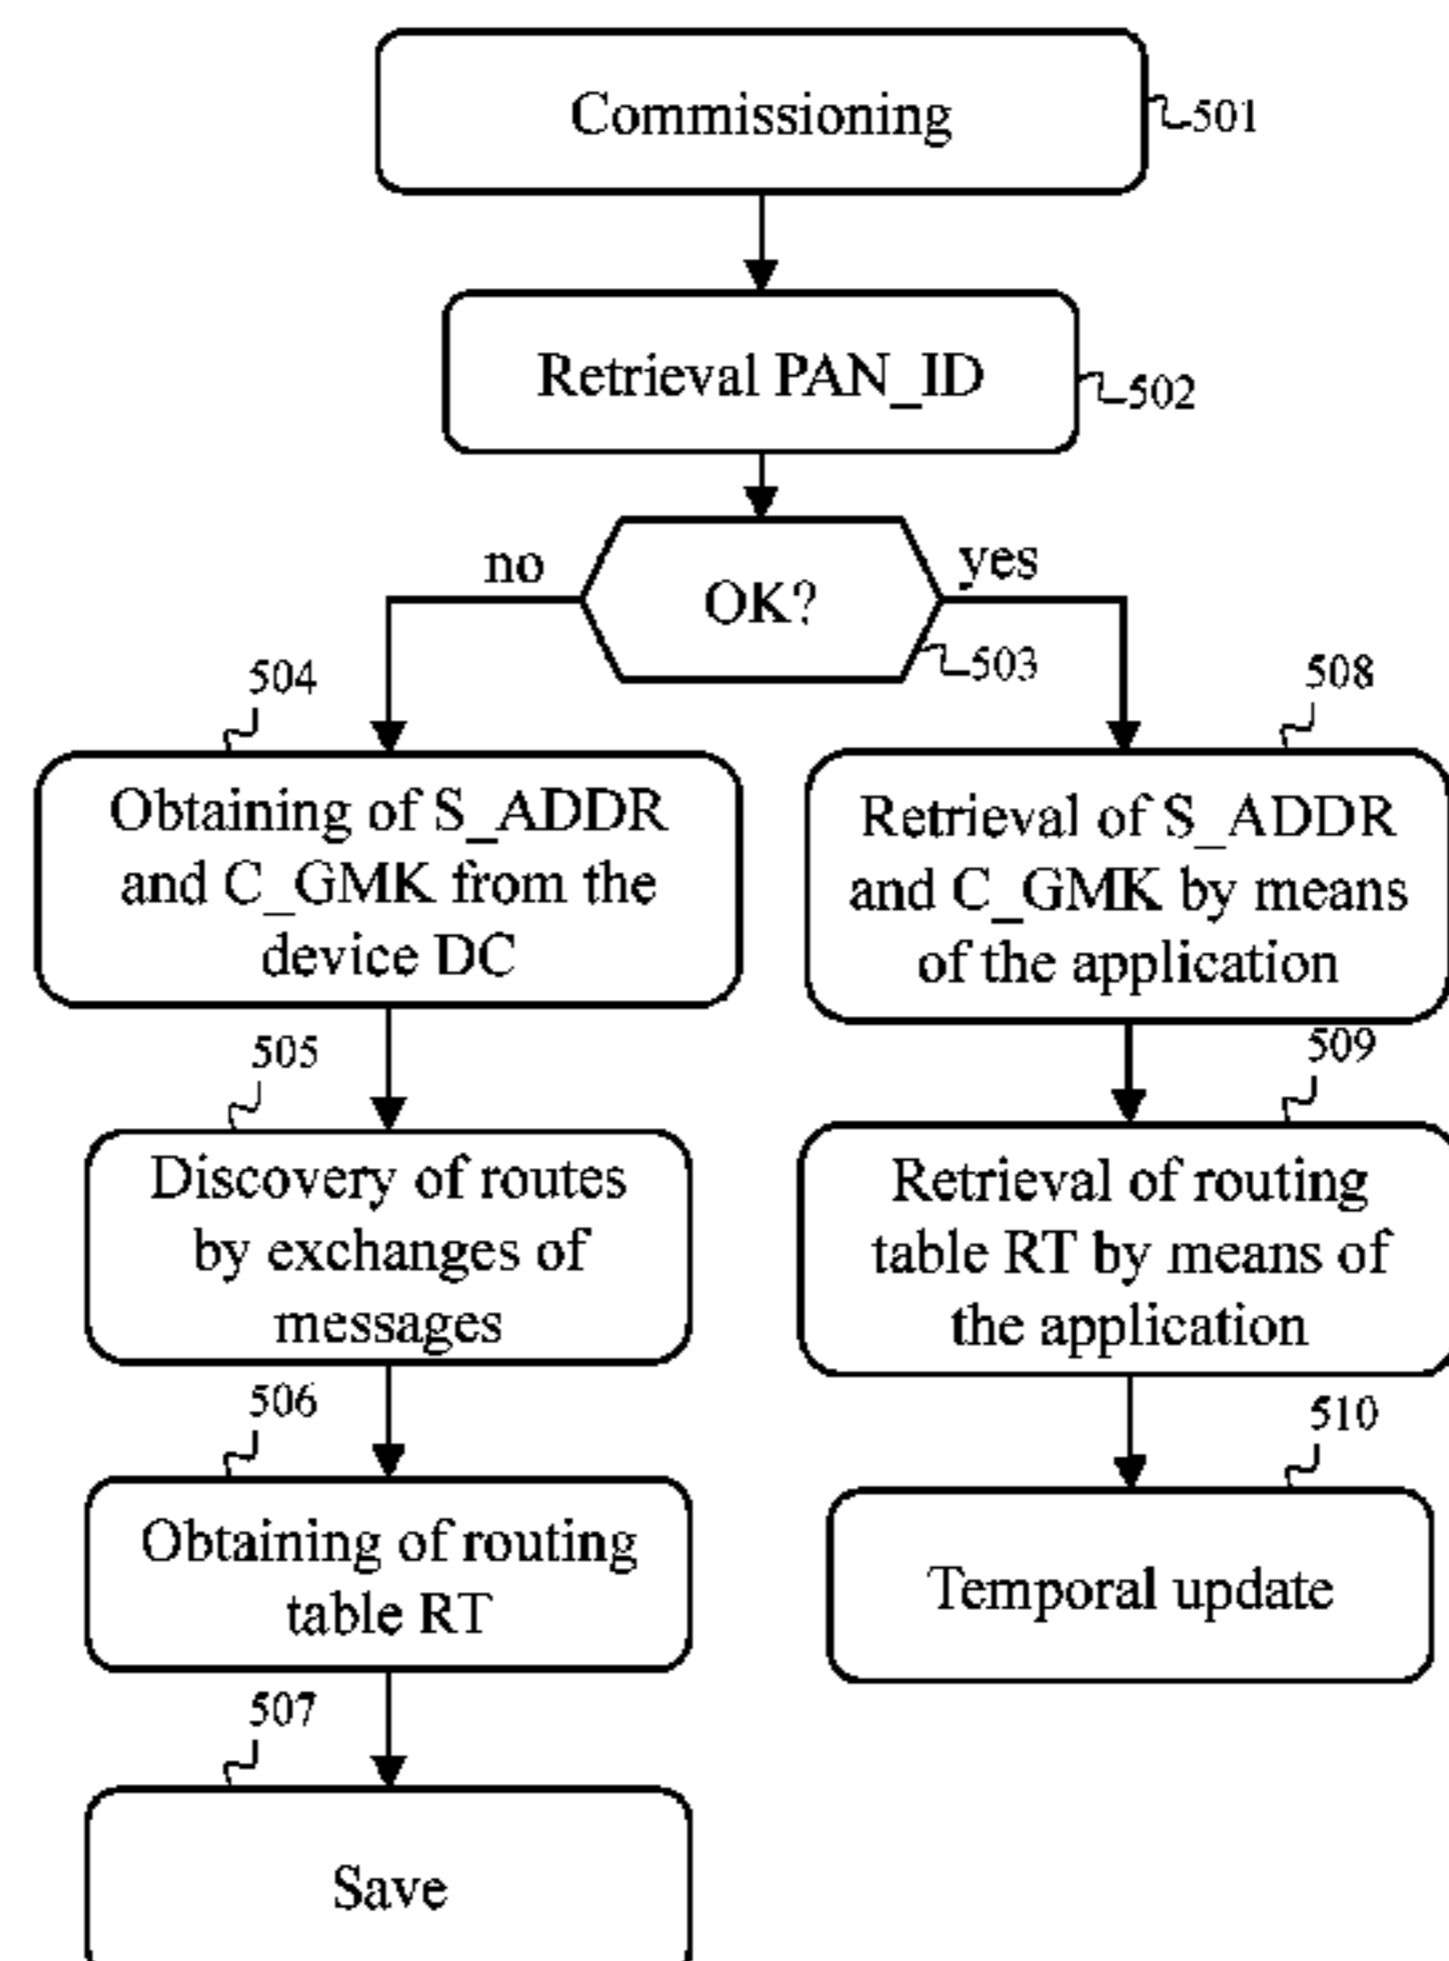 Commissioning
501
Retrieval PAN_ID
502
no
yes
OK?
503
504
Obtaining of S_ADDR
and C_GMK from the
device DC
508
Retrieval of S_ADDR
and C_GMK by means
of the application
505
Discovery of routes
by exchanges of
messages
509
Retrieval of routing
table RT by means of
the application
506
Obtaining of routing
table RT
510
Temporal update
507
Save